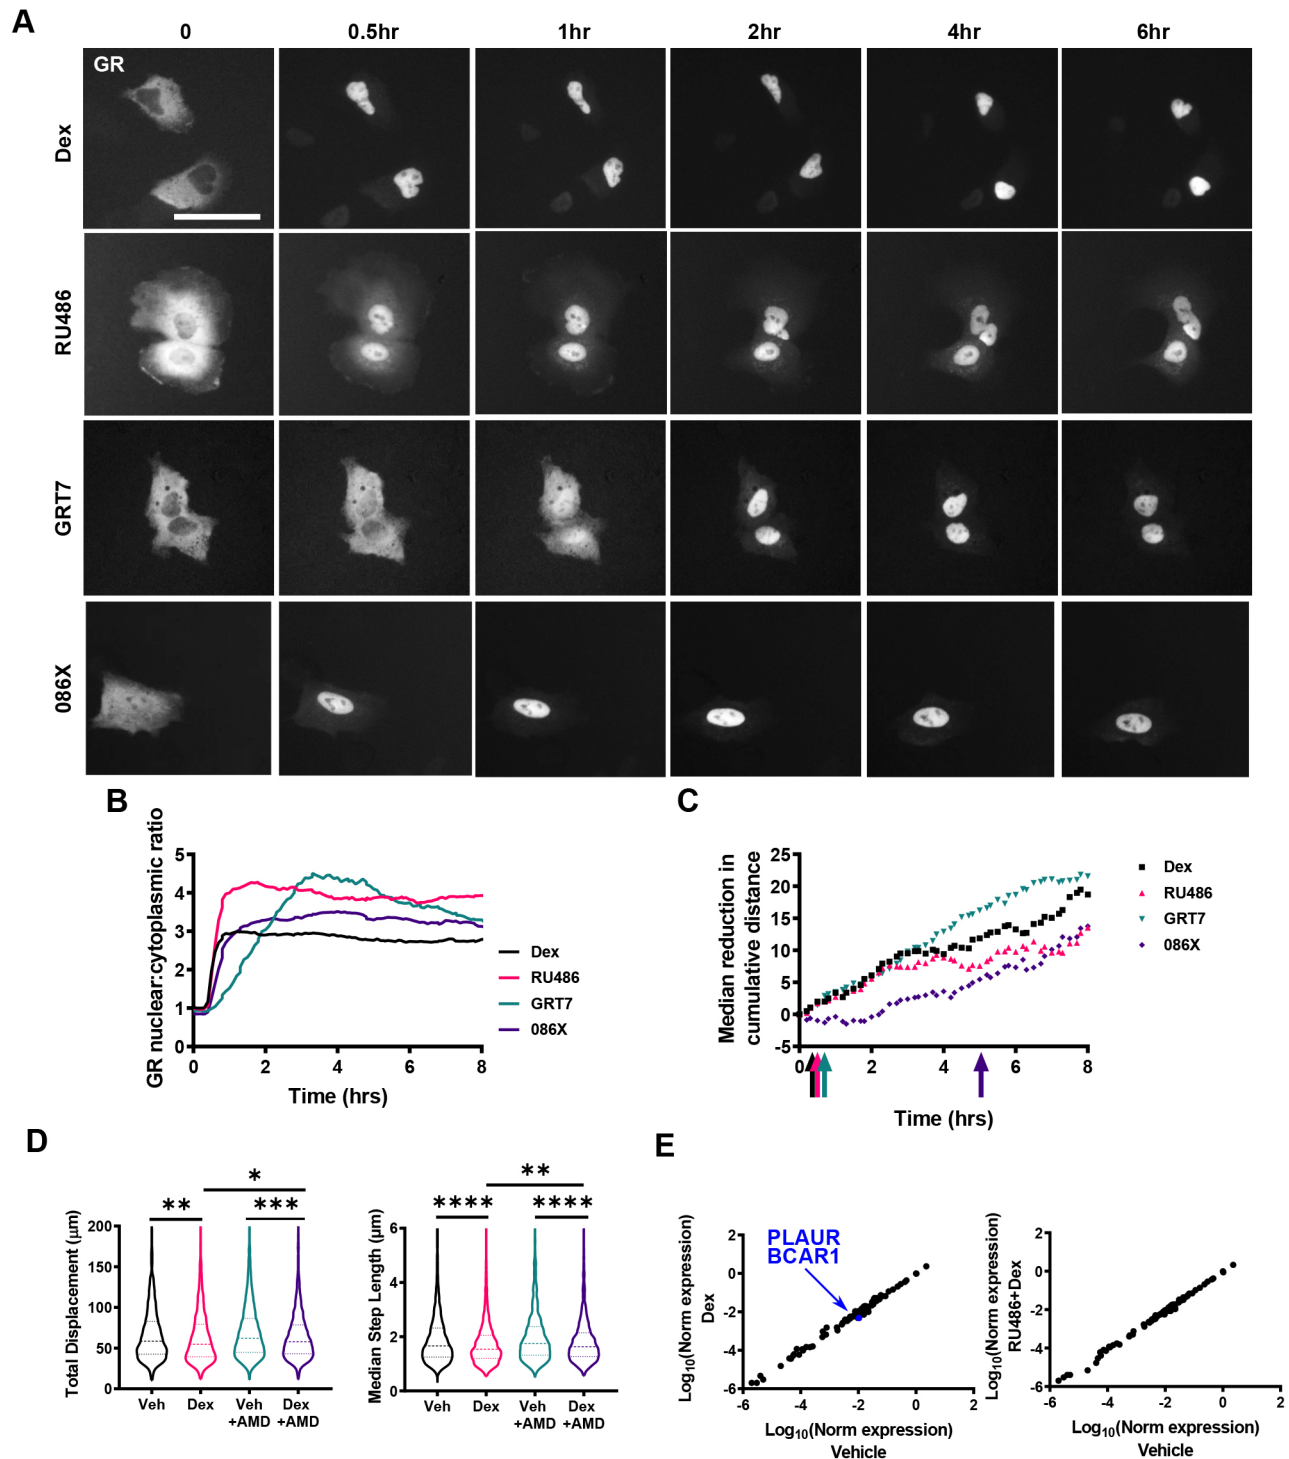 A
0 0.5hr 1hr 2hr 4hr 6hr
GR
Dex
RU486
GRT7
086X
B
GR nuclear:cytoplasmic ratio
5
4
3
2
1
0
0 2 4 6 8
Time (hrs)
Dex
RU486
GRT7
086X
C
Median reduction in
cumulative distance
25
20
15
10
5
0
-5
0 2 4 6 8
Time (hrs)
Dex
RU486
GRT7
086X
D
Total Displacement (μm)
200
150
100
50
0
** * ***
Veh Dex Veh +AMD Dex +AMD
Median Step Length (μm)
6
4
2
0
**** ** ****
Veh Dex Veh +AMD Dex +AMD
E
Log10(Norm expression)
Dex
2
0
-2
-4
-6
PLAUR
BCAR1
-6 -4 -2 0 2
Log10(Norm expression)
Vehicle
Log10(Norm expression)
RU486+Dex
2
0
-2
-4
-6
-6 -4 -2 0 2
Log10(Norm expression)
Vehicle